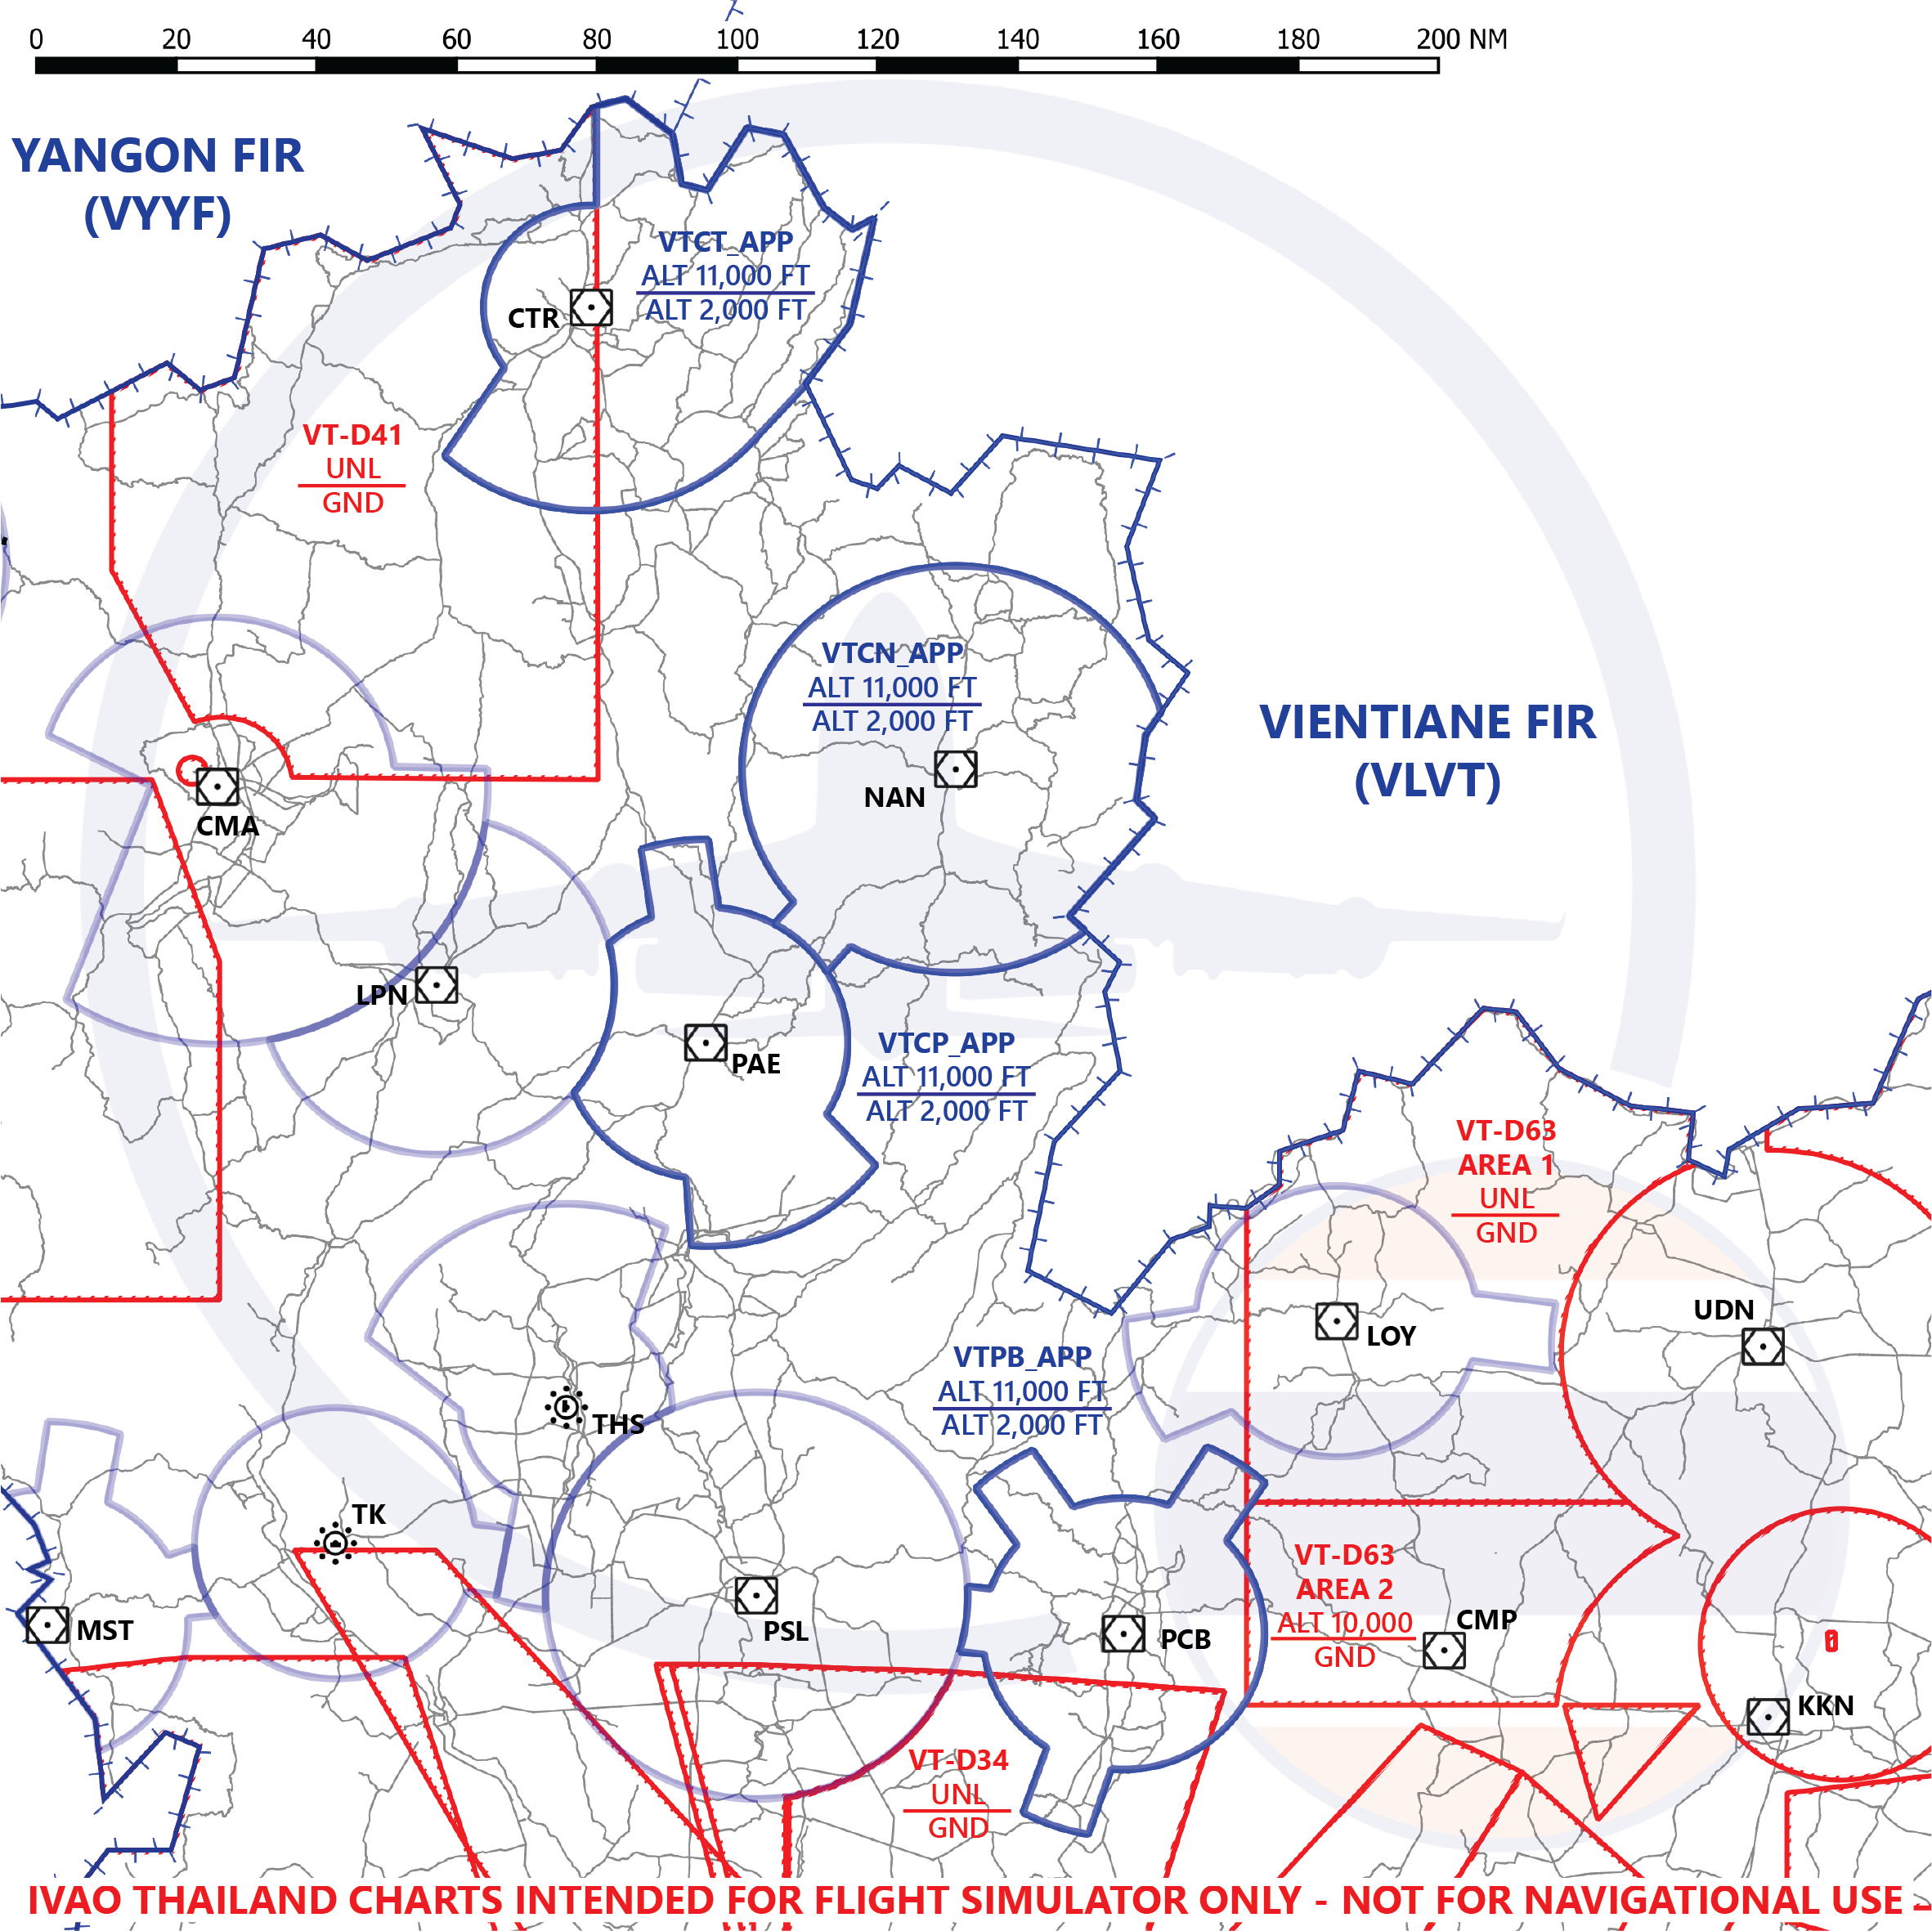 0 20 40 60 80 100 120 140 160 180 200 NM
YANGON FIR
(VYYF)
VTCT_APP
ALT 11,000 FT
ALT 2,000 FT
CTR
VT-D41
UNL
GND
VTCN_APP
ALT 11,000 FT
ALT 2,000 FT
NAN
VIENTIANE FIR
(VLVT)
CMA
LPN
PAE
VTCP_APP
ALT 11,000 FT
ALT 2,000 FT
VT-D63
AREA 1
UNL
GND
UDN
LOY
VTPB_APP
ALT 11,000 FT
ALT 2,000 FT
THS
TK
MST
PSL
PCB
VT-D63
AREA 2
ALT 10,000
GND
CMP
KKN
VT-D34
UNL
GND
IVAO THAILAND CHARTS INTENDED FOR FLIGHT SIMULATOR ONLY - NOT FOR NAVIGATIONAL USE -